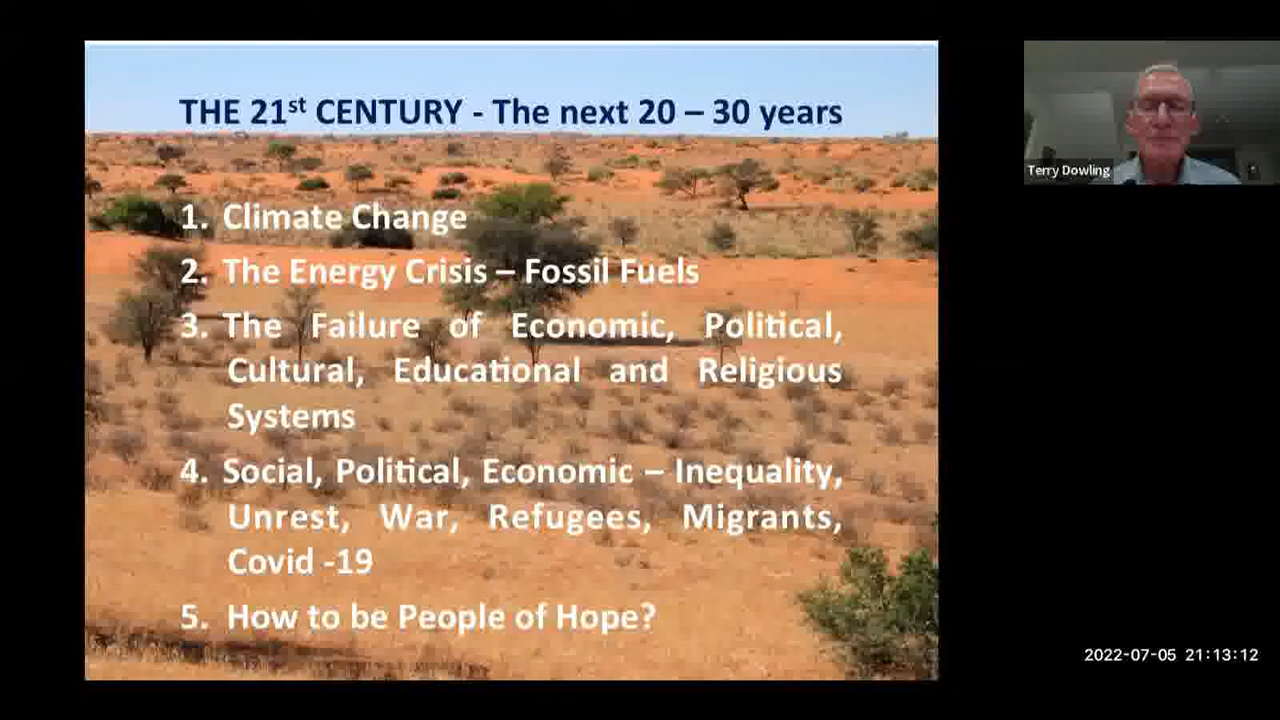 THE 21st CENTURY - The next 20 – 30 years
Terry Dowling
1. Climate Change
2. The Energy Crisis – Fossil Fuels
3. The Failure of Economic, Political,
Cultural, Educational and Religious
Systems
4. Social, Political, Economic – Inequality,
Unrest, War, Refugees, Migrants,
Covid -19
5. How to be People of Hope?
2022-07-05 21:13:12